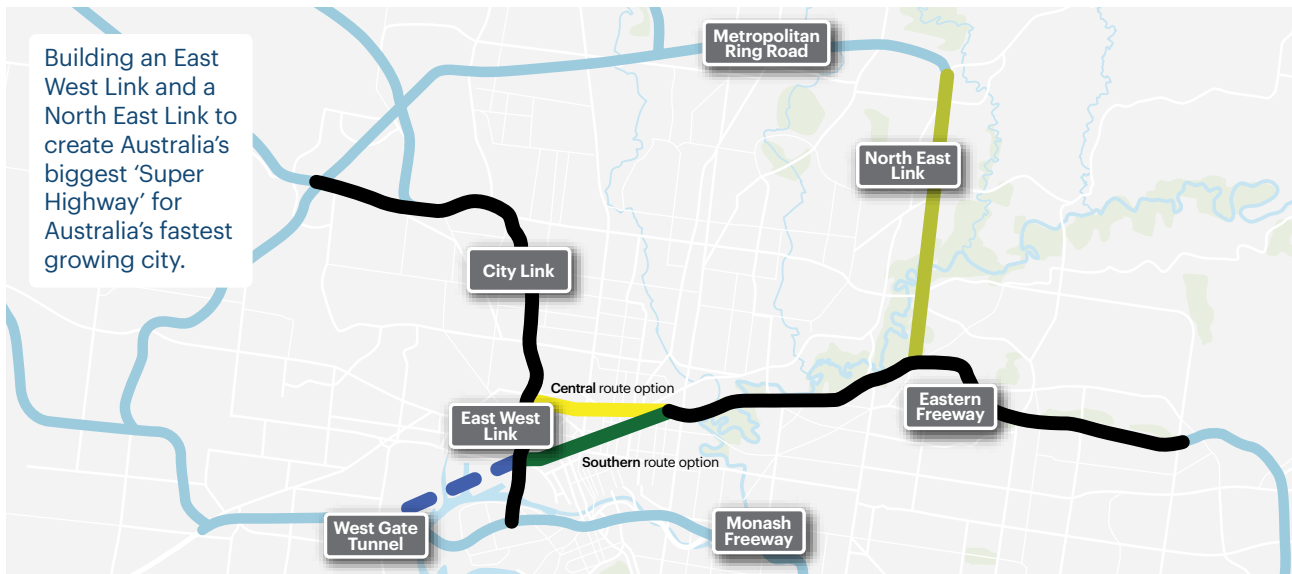 Building an East
West Link and a
North East Link to
create Australia’s
biggest ‘Super
Highway’ for
Australia’s fastest
growing city.
Metropolitan
Ring Road
North East
Link
City Link
Central route option
East West
Link
Eastern
Freeway
Southern route option
West Gate
Tunnel
Monash
Freeway